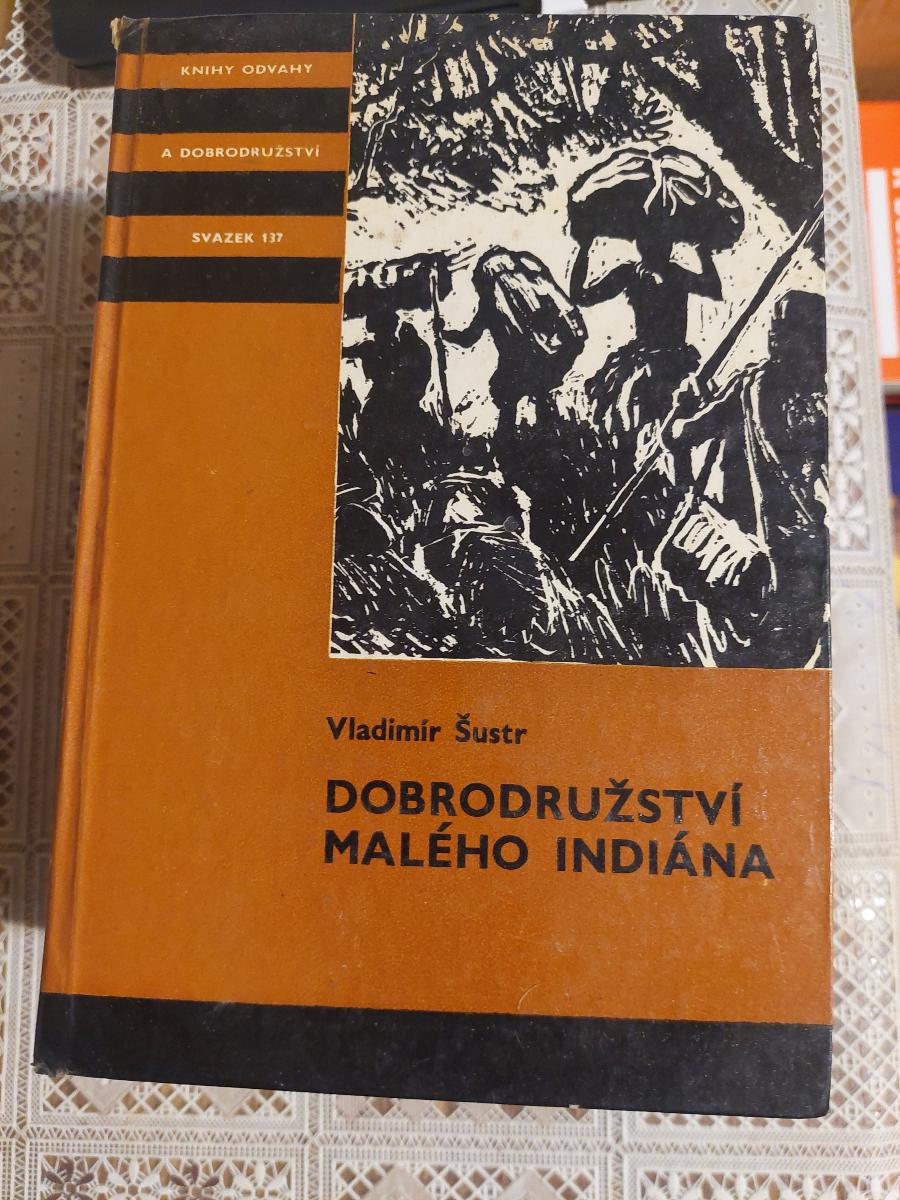 KNIHY ODVAHY
A DOBRODRUŽSTVÍ
SVAZEK 137
Vladimír Šustr
DOBRODRUŽSTVÍ
MALÉHO INDIÁNA